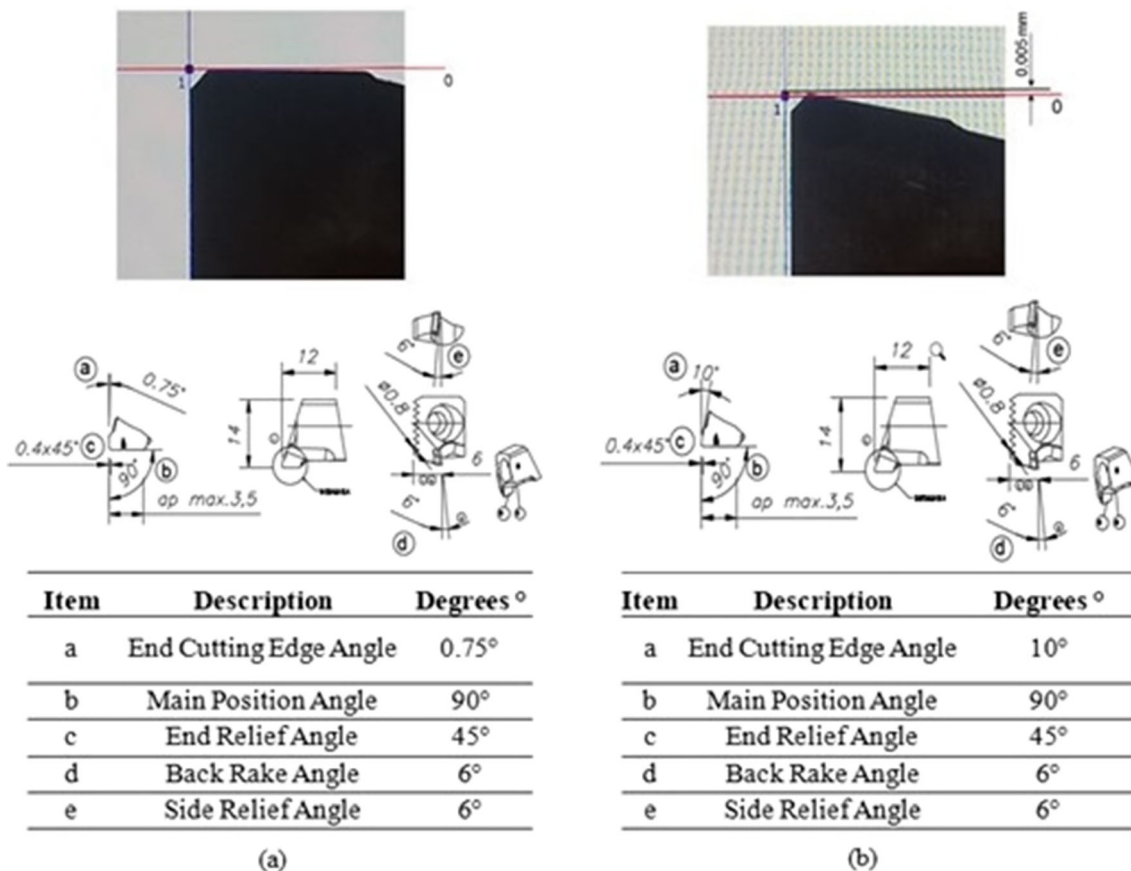 1
0
0.005 mm
1
0
a
0.75°
c
0.4x45°
90°
b
ap max.3,5
12
14
6°
e
Ø0.8
6
6°
d
a
10°
c
0.4x45°
90°
b
ap max.3,5
12
14
6°
e
Ø0.8
6
6°
d
Item Description Degrees °
a End Cutting Edge Angle 0.75°
b Main Position Angle 90°
c End Relief Angle 45°
d Back Rake Angle 6°
e Side Relief Angle 6°
(a)
Item Description Degrees °
a End Cutting Edge Angle 10°
b Main Position Angle 90°
c End Relief Angle 45°
d Back Rake Angle 6°
e Side Relief Angle 6°
(b)